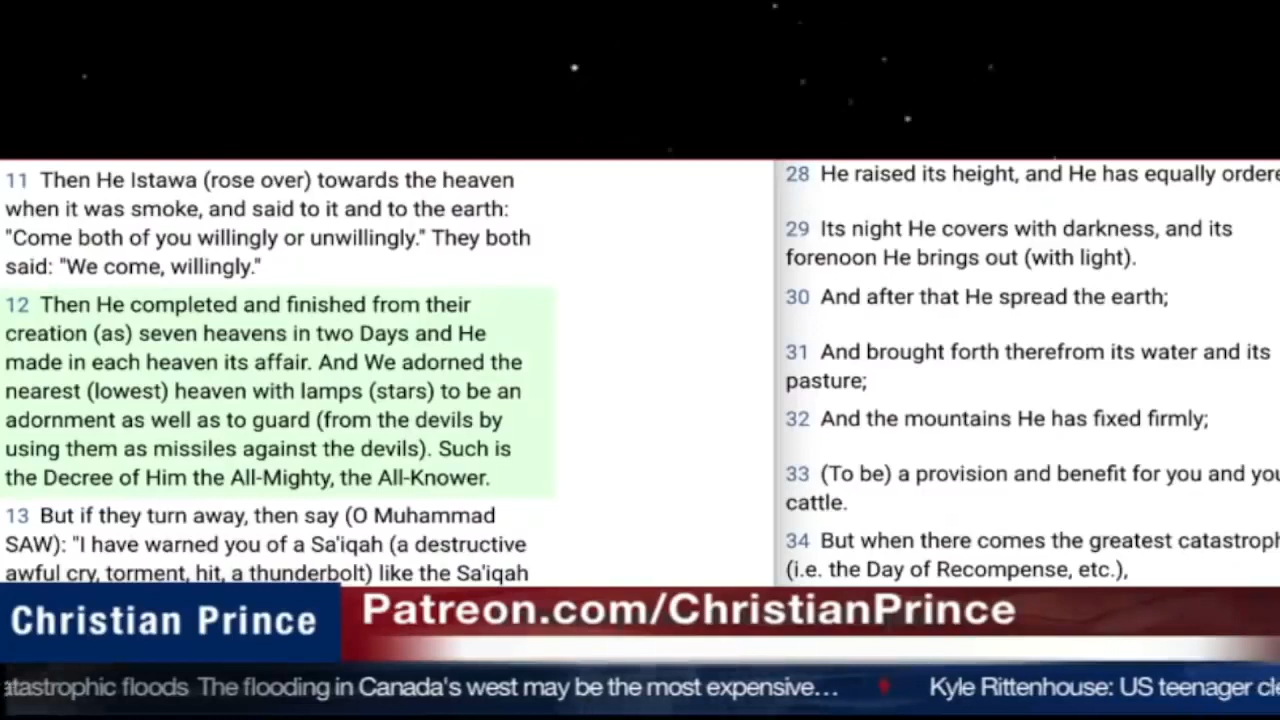 11 Then He Istawa (rose over) towards the heaven
when it was smoke, and said to it and to the earth:
"Come both of you willingly or unwillingly." They both
said: "We come, willingly."
12 Then He completed and finished from their
creation (as) seven heavens in two Days and He
made in each heaven its affair. And We adorned the
nearest (lowest) heaven with lamps (stars) to be an
adornment as well as to guard (from the devils by
using them as missiles against the devils). Such is
the Decree of Him the All-Mighty, the All-Knower.
13 But if they turn away, then say (O Muhammad
SAW): "I have warned you of a Sa'iqah (a destructive
awful cry, torment, hit, a thunderbolt) like the Sa'iqah
28 He raised its height, and He has equally ordere
29 Its night He covers with darkness, and its
forenoon He brings out (with light).
30 And after that He spread the earth;
31 And brought forth therefrom its water and its
pasture;
32 And the mountains He has fixed firmly;
33 (To be) a provision and benefit for you and you
cattle.
34 But when there comes the greatest catastroph
(i.e. the Day of Recompense, etc.),
Christian Prince
Patreon.com/ChristianPrince
atastrophic floods The flooding in Canada's west may be the most expensive... Kyle Rittenhouse: US teenager cle